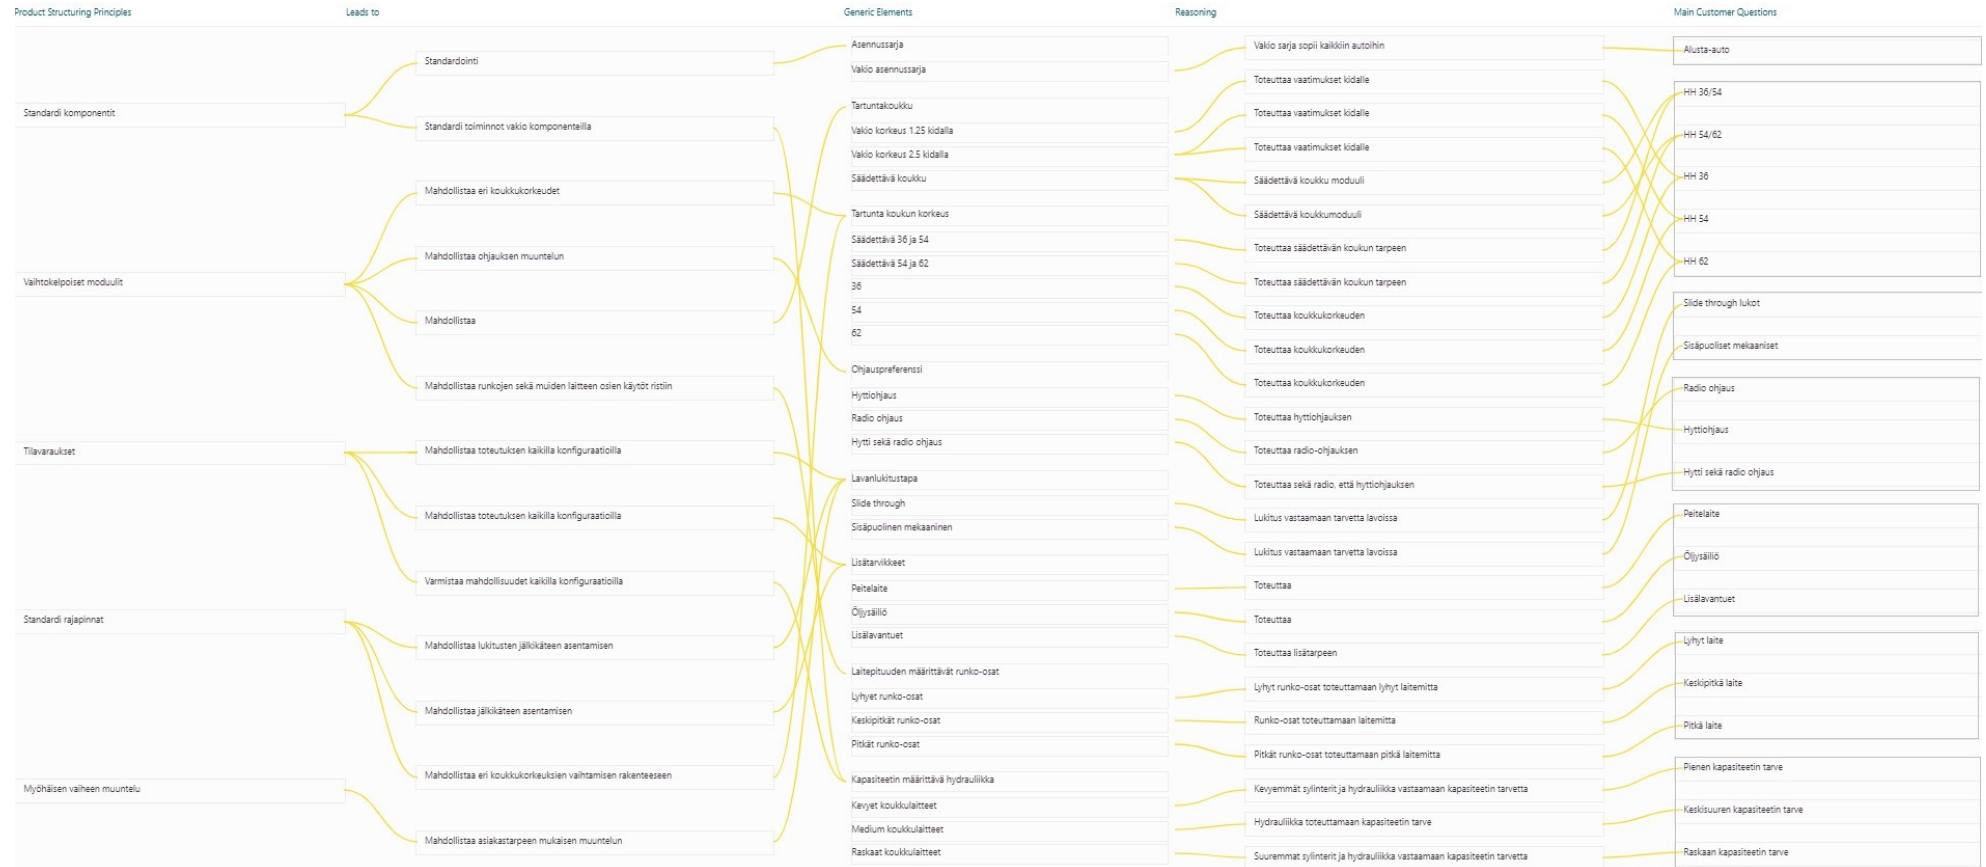 Product Structuring Principles
Leads to
Generic Elements
Reasoning
Main Customer Questions
Standardi komponentit
Vaihtokelpoiset moduulit
Tilavaraukset
Standardi rajapinnat
Myöhäisen vaiheen muuntelu
Standardointi
Standardi toiminnot vakio komponenteilla
Mahdollistaa eri koukkukorkeudet
Mahdollistaa ohjauksen muuntelun
Mahdollistaa
Mahdollistaa runkojen sekä muiden laitteen osien käytöt ristiin
Mahdollistaa toteutuksen kaikilla konfiguraatioilla
Mahdollistaa toteutuksen kaikilla konfiguraatioilla
Varmistaa mahdollisuudet kaikilla konfiguraatioilla
Mahdollistaa lukitusten jälkikäteen asentamisen
Mahdollistaa jälkikäteen asentamisen
Mahdollistaa eri koukkukorkeuksien vaihtamisen rakenteeseen
Mahdollistaa asiakastarpeen mukaisen muuntelun
Asennussarja
Vakio asennussarja
Tartuntakoukku
Vakio korkeus 1.25 kidalla
Vakio korkeus 2.5 kidalla
Säädettävä koukku
Tartunta koukun korkeus
Säädettävä 36 ja 54
Säädettävä 54 ja 62
36
54
62
Ohjauspreferenssi
Hyttiohjaus
Radio ohjaus
Hytti sekä radio ohjaus
Lavanlukitustapa
Slide through
Sisäpuolinen mekaaninen
Lisätarvikkeet
Peitelaite
Öljysäiliö
Lisälavantuet
Laitepituuden määrittävät runko-osat
Lyhyet runko-osat
Keskipitkät runko-osat
Pitkät runko-osat
Kapasiteetin määrittävä hydrauliikka
Kevyet koukkulaitteet
Medium koukkulaitteet
Raskaat koukkulaitteet
Vakio sarja sopii kaikkiin autoihin
Toteuttaa vaatimukset kidalle
Toteuttaa vaatimukset kidalle
Toteuttaa vaatimukset kidalle
Säädettävä koukku moduuli
Säädettävä koukkumoduuli
Toteuttaa säädettävän koukun tarpeen
Toteuttaa säädettävän koukun tarpeen
Toteuttaa koukkukorkeuden
Toteuttaa koukkukorkeuden
Toteuttaa koukkukorkeuden
Toteuttaa hyttiohjauksen
Toteuttaa radio-ohjauksen
Toteuttaa sekä radio, että hyttiohjauksen
Lukitus vastaamaan tarvetta lavoissa
Lukitus vastaamaan tarvetta lavoissa
Toteuttaa
Toteuttaa
Toteuttaa lisätarpeen
Lyhyt runko-osat toteuttamaan lyhyt laitemitta
Runko-osat toteuttamaan laitemitta
Pitkät runko-osat toteuttamaan pitkä laitemitta
Kevyemmät sylinterit ja hydrauliikka vastaamaan kapasiteetin tarvetta
Hydrauliikka toteuttamaan kapasiteetin tarve
Suuremmat sylinterit ja hydrauliikka vastaamaan kapasiteetin tarvetta
Alusta-auto
HH 36/54
HH 54/62
HH 36
HH 54
HH 62
Slide through lukot
Sisäpuoliset mekaaniset
Radio ohjaus
Hyttiohjaus
Hytti sekä radio ohjaus
Peitelaite
Öljysäiliö
Lisälavantuet
Lyhyt laite
Keskipitkä laite
Pitkä laite
Pienen kapasiteetin tarve
Keskisuuren kapasiteetin tarve
Raskaan kapasiteetin tarve